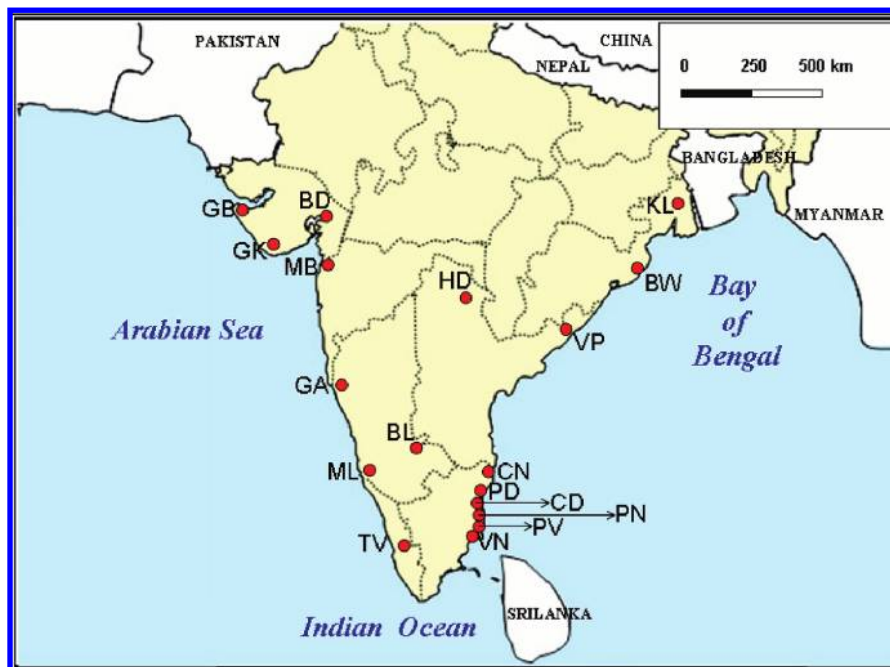 PAKISTAN
CHINA
NEPAL
0 250 500 km
BANGLADESH
MYANMAR
GB
BD
KL
GK
MB
HD
BW
VP
Arabian Sea
Bay
of
Bengal
GA
BL
ML
CN
PD
CD
PN
PV
TV
VN
SRILANKA
Indian Ocean